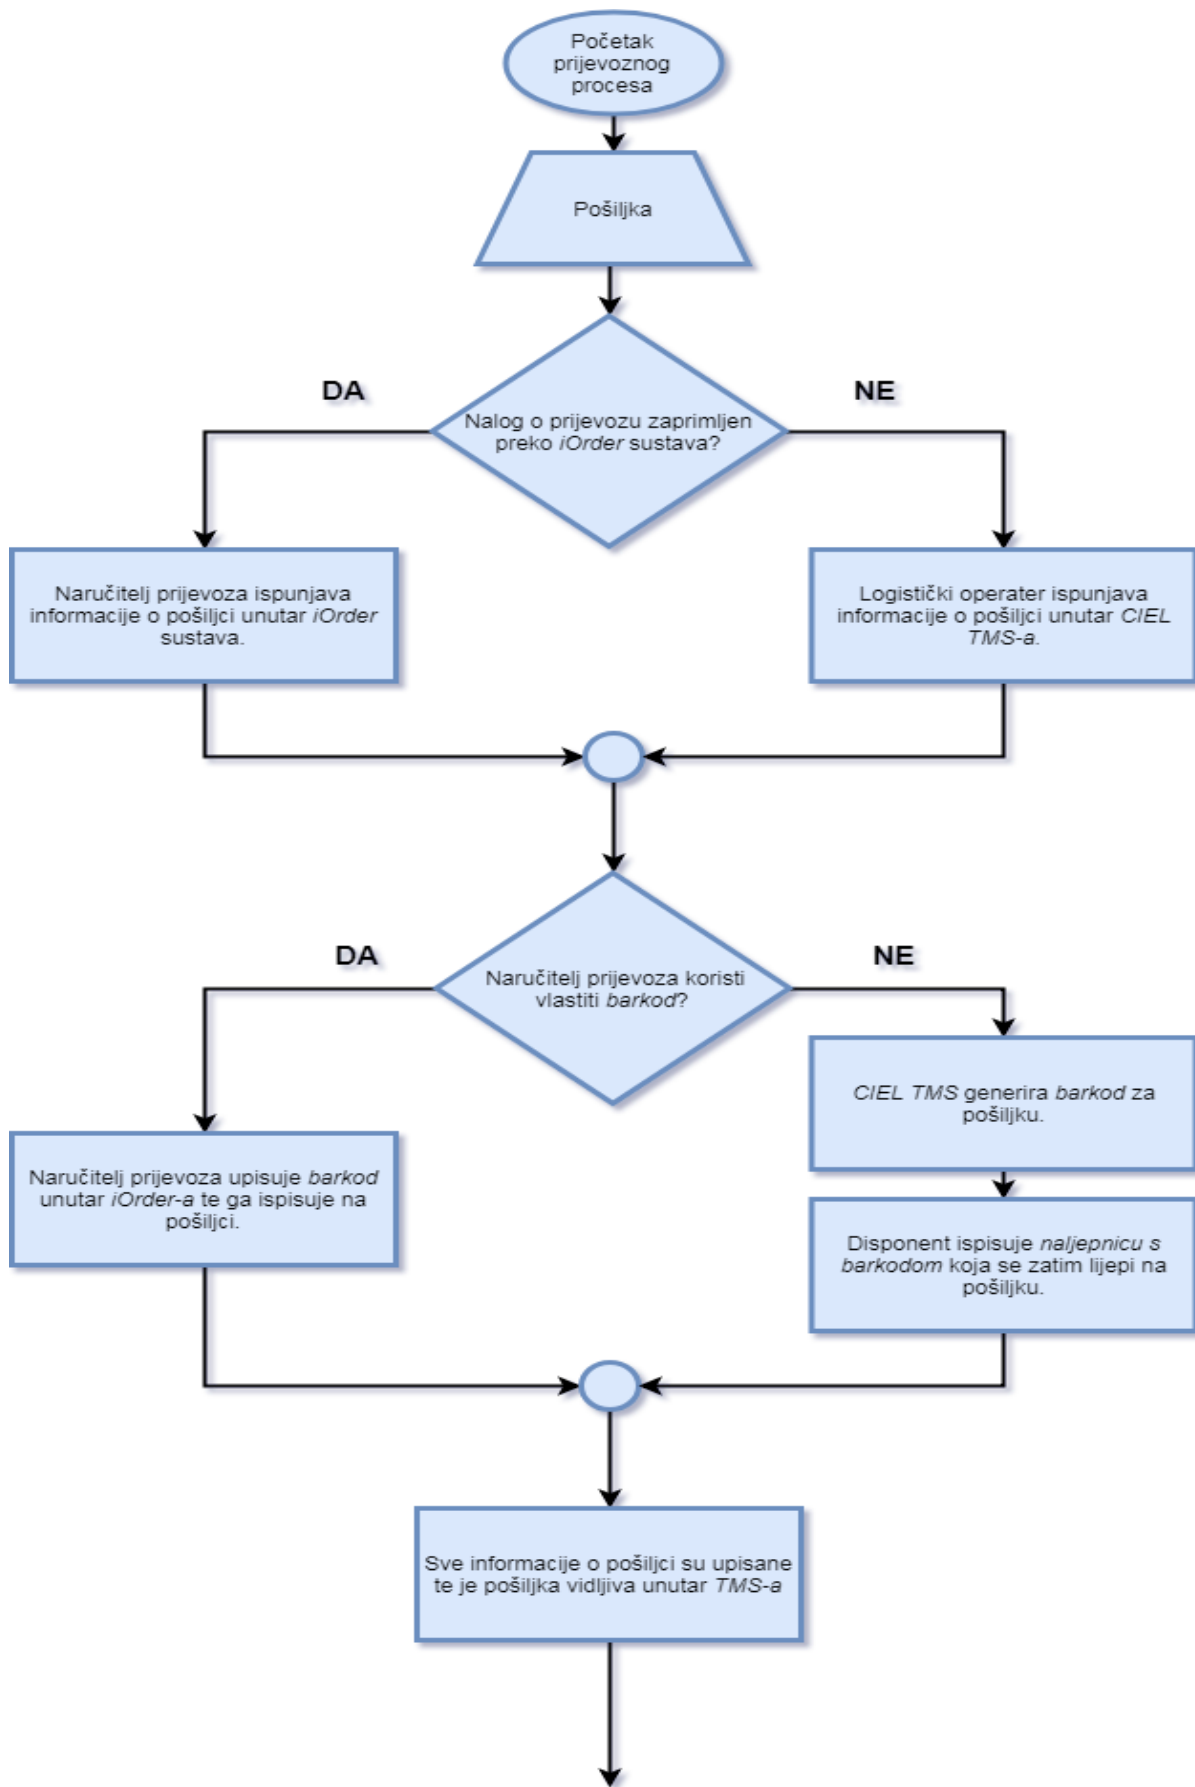 Početak
prijevoznog
procesa
Pošiljka
DA
NE
Nalog o prijevozu zaprimljen
preko iOrder sustava?
Naručitelj prijevoza ispunjava
informacije o pošiljci unutar iOrder
sustava.
Logistički operater ispunjava
informacije o pošiljci unutar CIEL
TMS-a.
DA
NE
Naručitelj prijevoza koristi
vlastiti barkod?
CIEL TMS generira barkod za
pošiljku.
Naručitelj prijevoza upisuje barkod
unutar iOrder-a te ga ispisuje na
pošiljci.
Disponent ispisuje naljepnicu s
barkodom koja se zatim lijepi na
pošiljku.
Sve informacije o pošiljci su upisane
te je pošiljka vidljiva unutar TMS-a